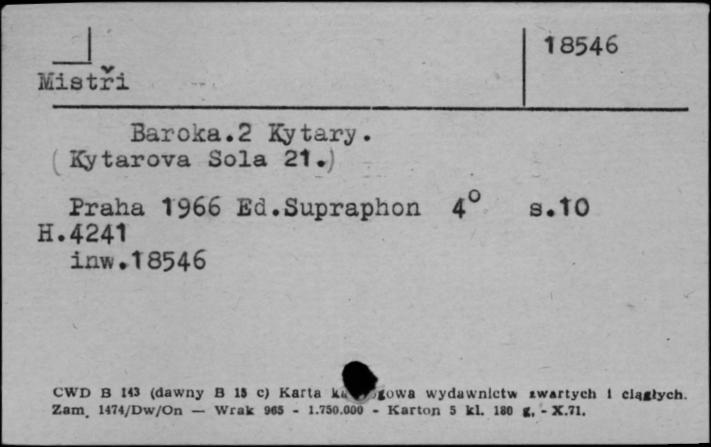 18546
Mistři
Baroka.2 Kytary.
(Kytarova Sola 21.)
Praha 1966 Ed.Supraphon 4° s.10
H.4241
inw.18546
CWD B 143 (dawny B 15 c) Karta wydawnictw zwartych i ciągłych.
Zam. 1474/Dw/On — Wrak 965 - 1.750.000 - Karton 5 kl. 180 g. - X.71.